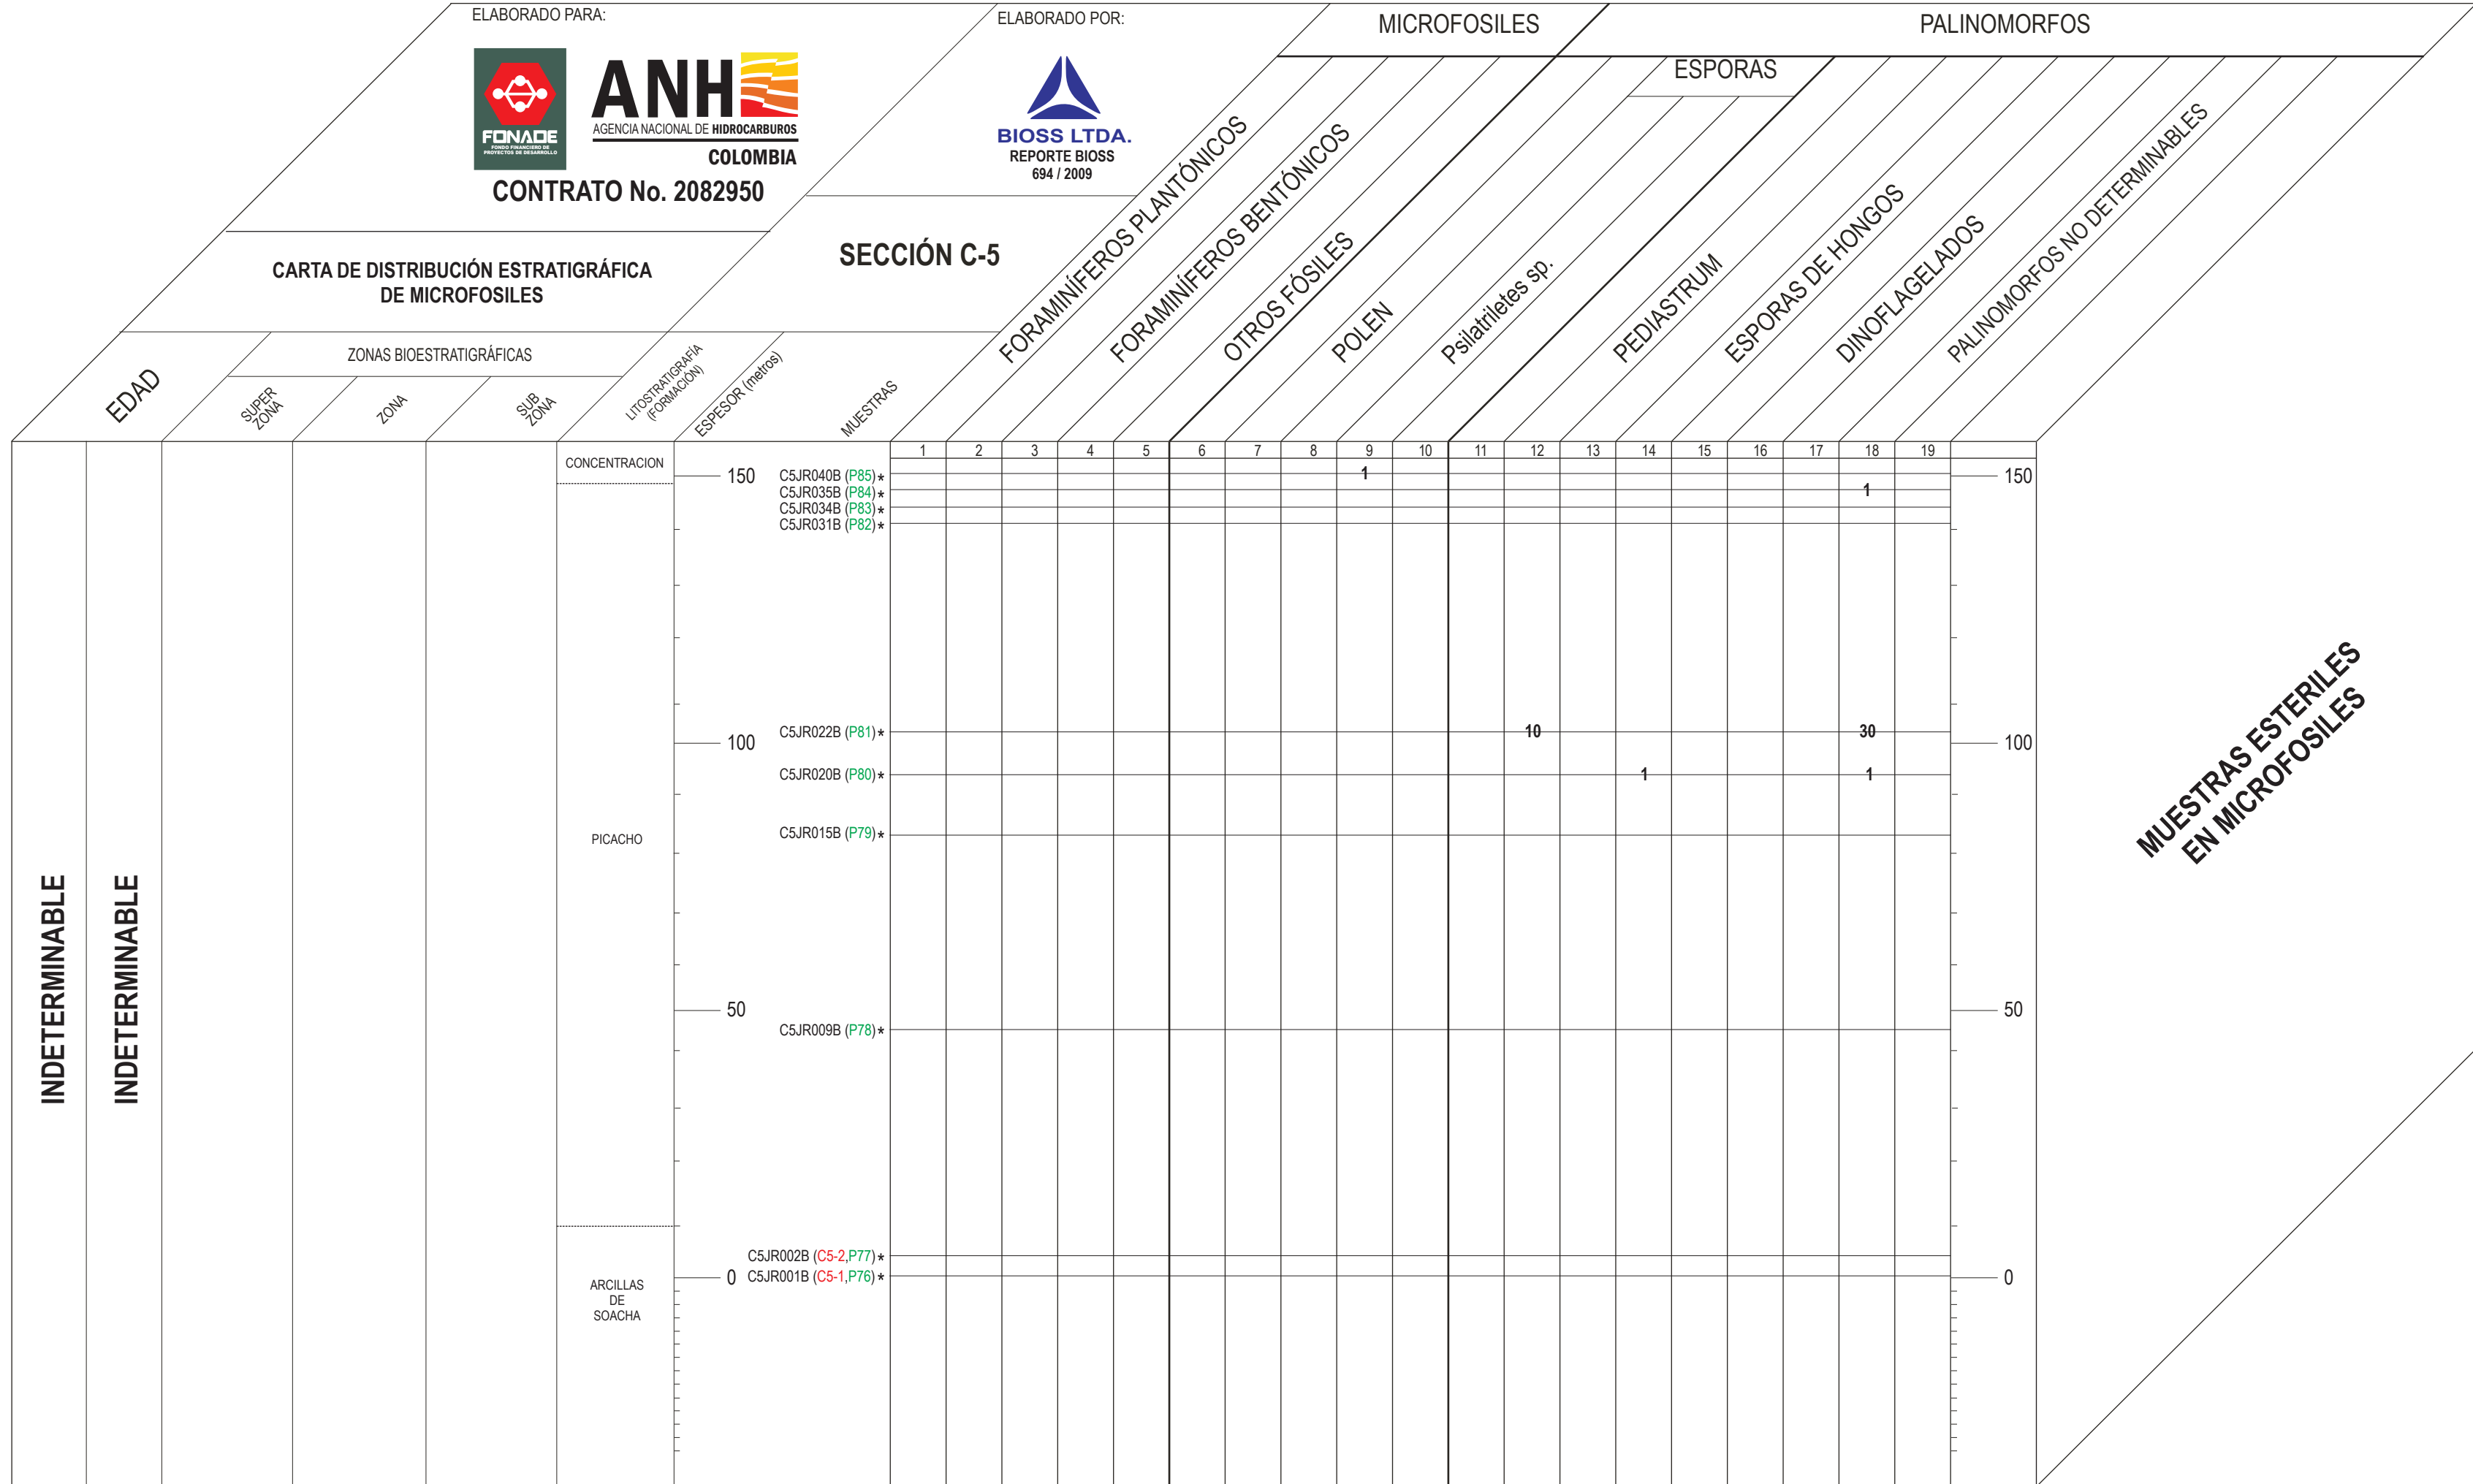 ELABORADO PARA:
FONADE
FONDO FINANCIERO DE
PROYECTOS DE DESARROLLO
ANH
AGENCIA NACIONAL DE HIDROCARBUROS
COLOMBIA
CONTRATO No. 2082950
ELABORADO POR:
BIOSS LTDA.
REPORTE BIOSS
694 / 2009
CARTA DE DISTRIBUCIÓN ESTRATIGRÁFICA
DE MICROFOSILES
SECCIÓN C-5
MICROFOSILES
PALINOMORFOS
ESPORAS
EDAD
ZONAS BIOESTRATIGRÁFICAS
SUPER
ZONA
ZONA
SUB
ZONA
LITOSTRATIGRAFÍA
(FORMACIÓN)
ESPESOR (metros)
MUESTRAS
FORAMINÍFEROS PLANTÓNICOS
FORAMINÍFEROS BENTÓNICOS
OTROS FÓSILES
POLEN
Psilatriletes sp.
PEDIASTRUM
ESPORAS DE HONGOS
DINOFLAGELADOS
PALINOMORFOS NO DETERMINABLES
1 2 3 4 5 6 7 8 9 10 11 12 13 14 15 16 17 18 19
CONCENTRACION
150 C5JR040B (P85)* 1 150
C5JR035B (P84)* 1
C5JR034B (P83)*
C5JR031B (P82)*
C5JR022B (P81)* 10 30
100 100
C5JR020B (P80)* 1 1
C5JR015B (P79)*
PICACHO
50 50
C5JR009B (P78)*
C5JR002B (C5-2,P77)*
0 C5JR001B (C5-1,P76)* 0
ARCILLAS
DE
SOACHA
INDETERMINABLE
INDETERMINABLE
MUESTRAS ESTERILES
EN MICROFOSILES